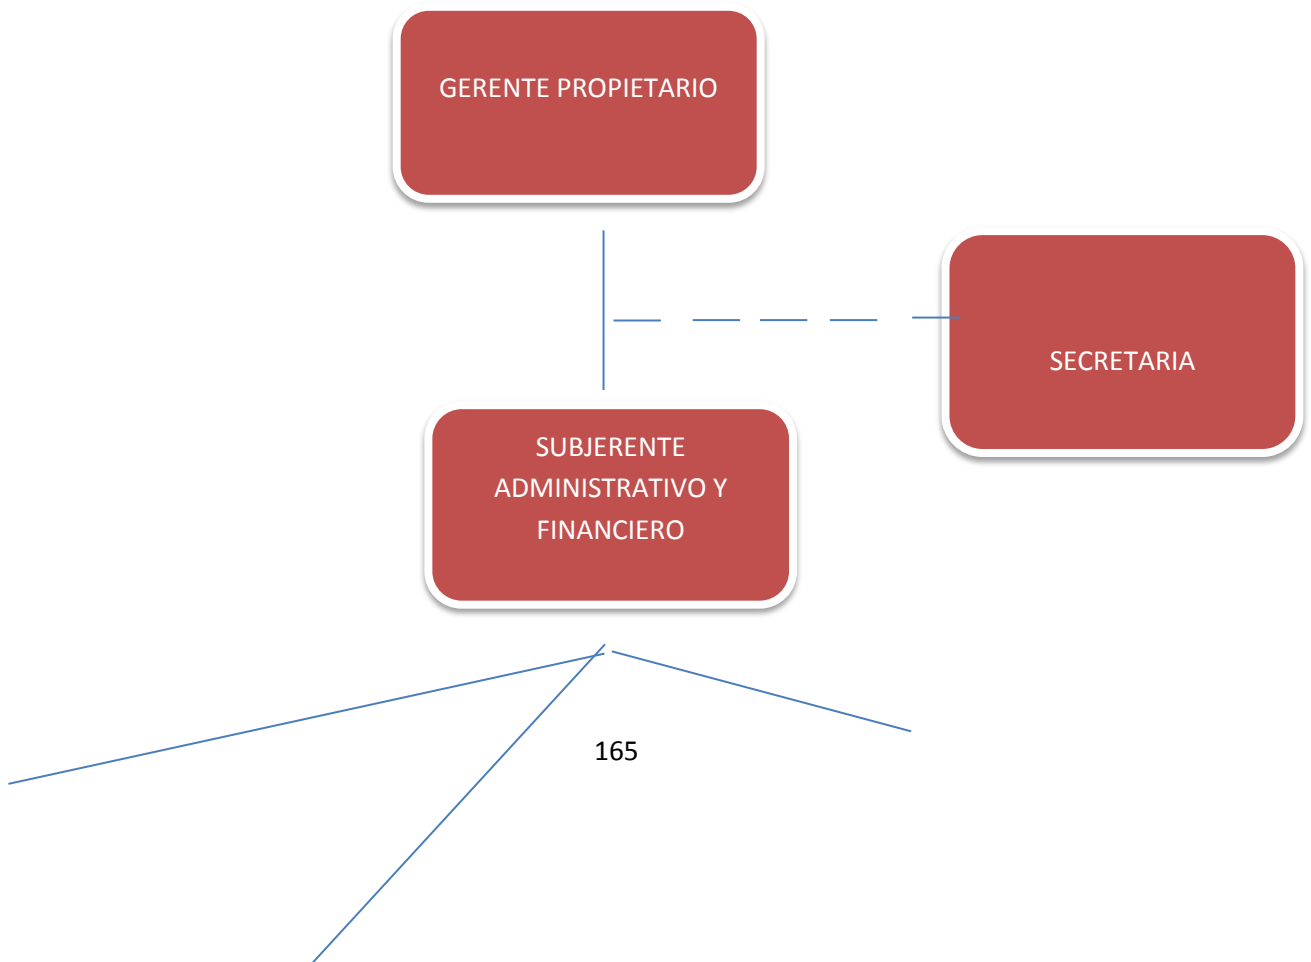 GERENTE PROPIETARIO
SECRETARIA
SUBJERENTE
ADMINISTRATIVO Y
FINANCIERO
165